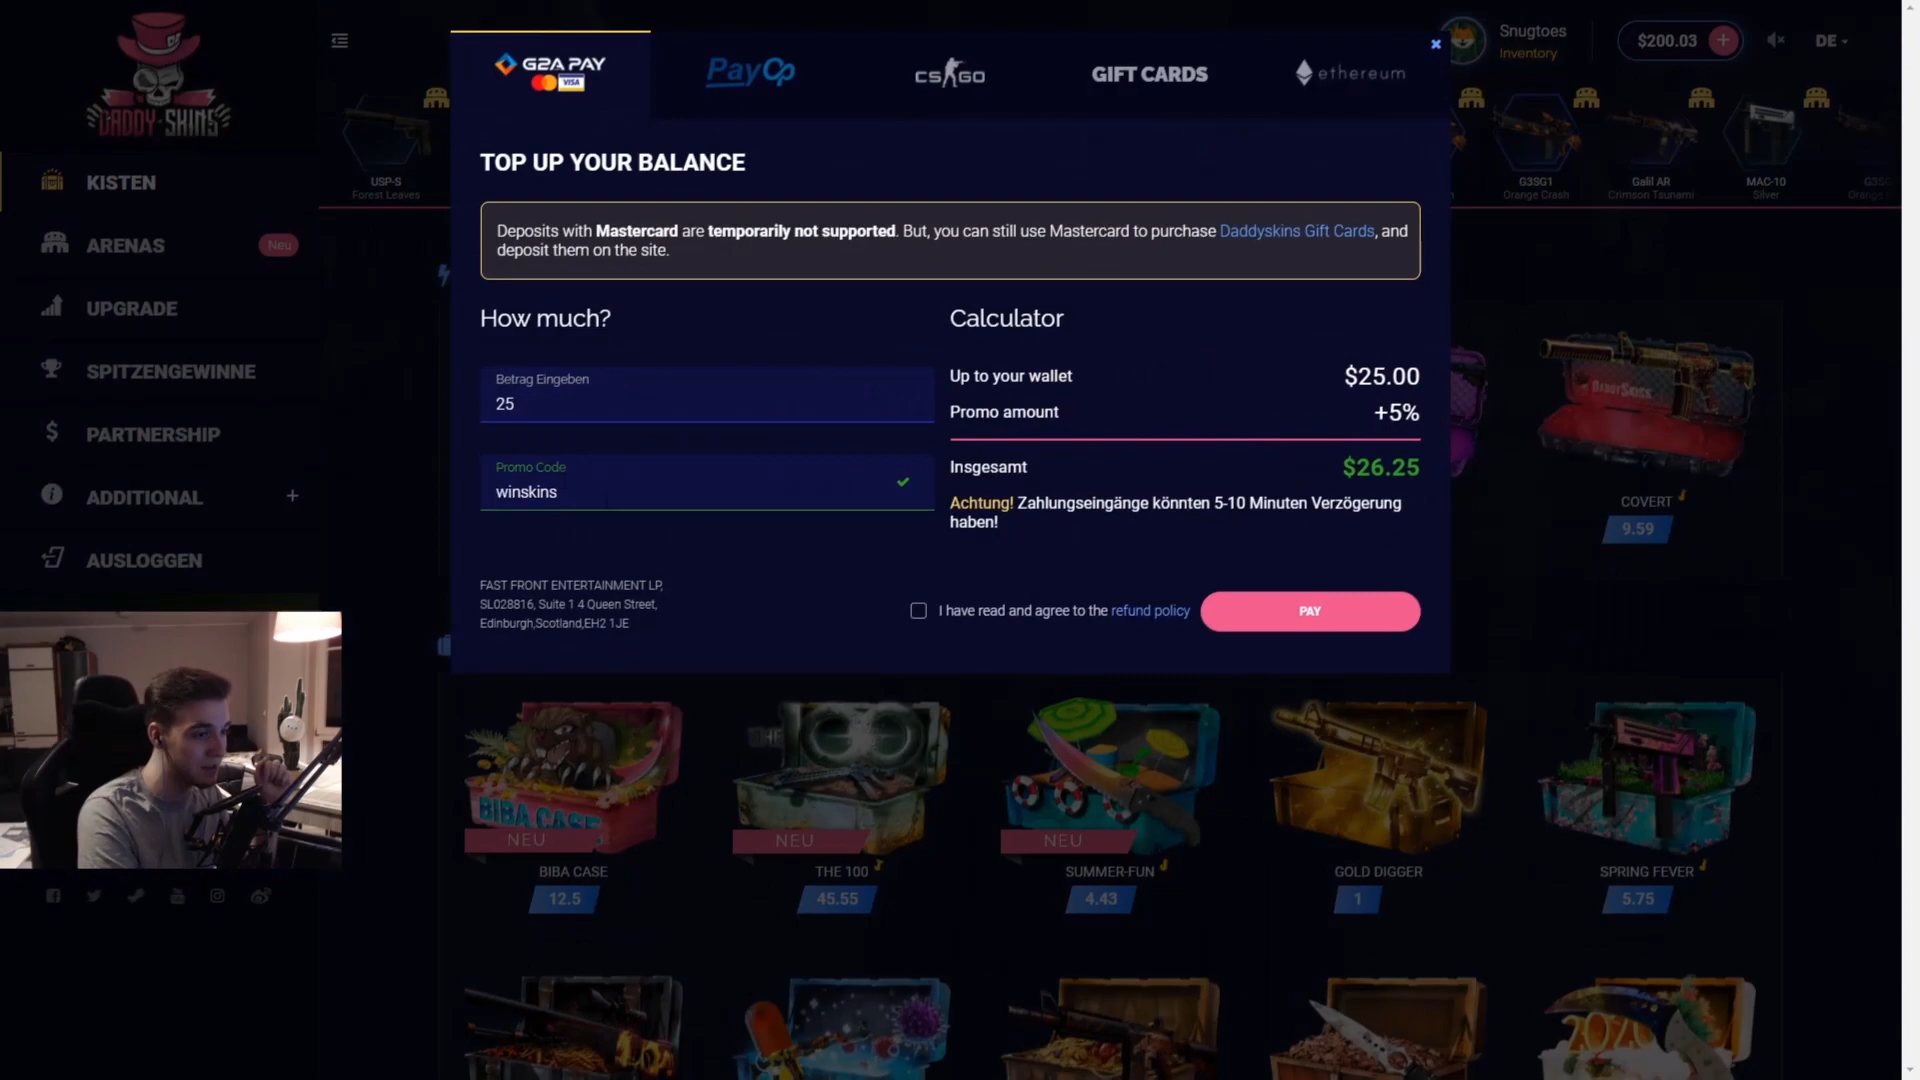 DADDY SKINS
KISTEN
ARENAS
Neu
UPGRADE
SPITZENGEWINNE
PARTNERSHIP
ADDITIONAL
+
AUSLOGGEN
USP-S
Forest Leaves
G2A PAY
VISA
PayOp
CS GO
GIFT CARDS
ethereum
Snugtoes
Inventory
$200.03
+
DE
G3SG1
Orange Crash
Galil AR
Crimson Tsunami
MAC-10
Silver
TOP UP YOUR BALANCE
Deposits with Mastercard are temporarily not supported. But, you can still use Mastercard to purchase Daddyskins Gift Cards, and
deposit them on the site.
How much?
Betrag Eingeben
25
Promo Code
winskins
Calculator
Up to your wallet $25.00
Promo amount +5%
Insgesamt $26.25
Achtung! Zahlungseingänge könnten 5-10 Minuten Verzögerung
haben!
FAST FRONT ENTERTAINMENT LP,
SL028816, Suite 1 4 Queen Street,
Edinburgh,Scotland,EH2 1JE
I have read and agree to the refund policy
PAY
COVERT
9.59
BIBA CASE
NEU
BIBA CASE
12.5
NEU
THE 100
45.55
NEU
SUMMER-FUN
4.43
GOLD DIGGER
1
SPRING FEVER
5.75
2020